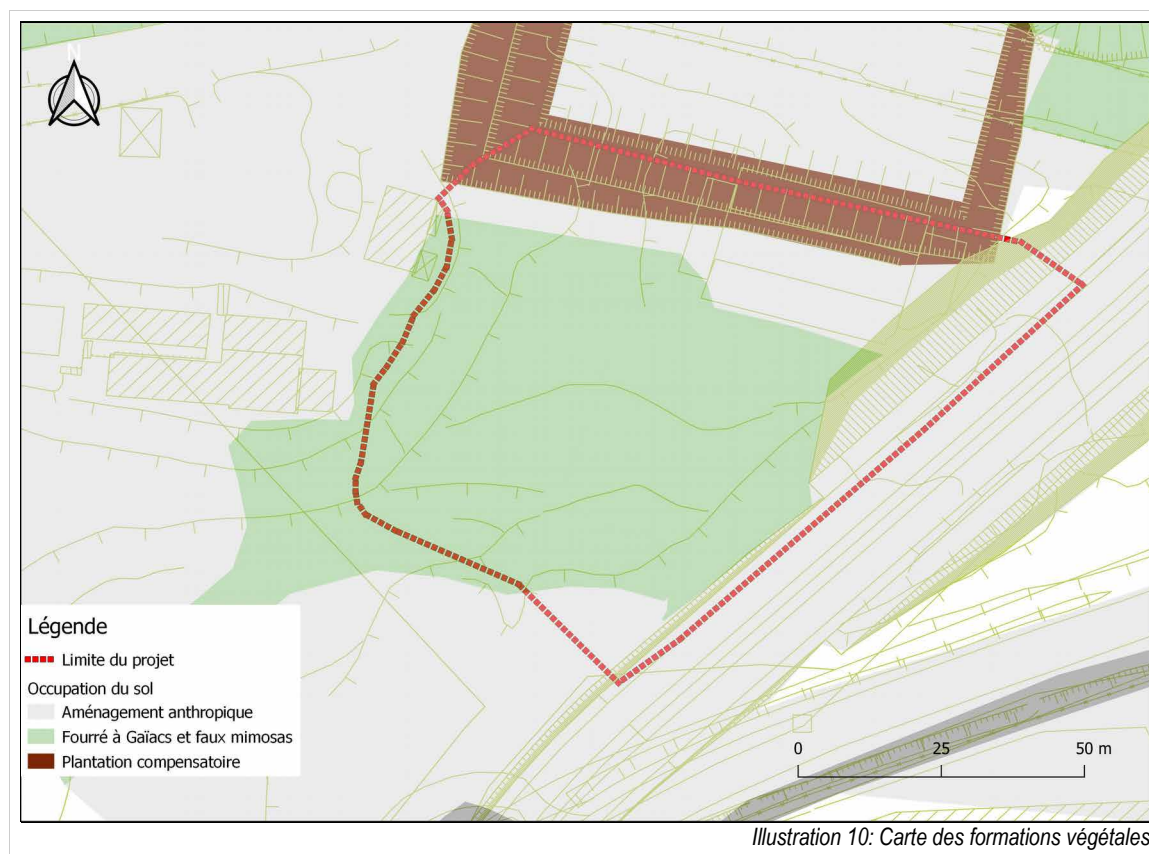 N
Légende
Limite du projet
Occupation du sol
Aménagement anthropique
Fourré à Gaïacs et faux mimosas
Plantation compensatoire
0 25 50 m
Illustration 10: Carte des formations végétales